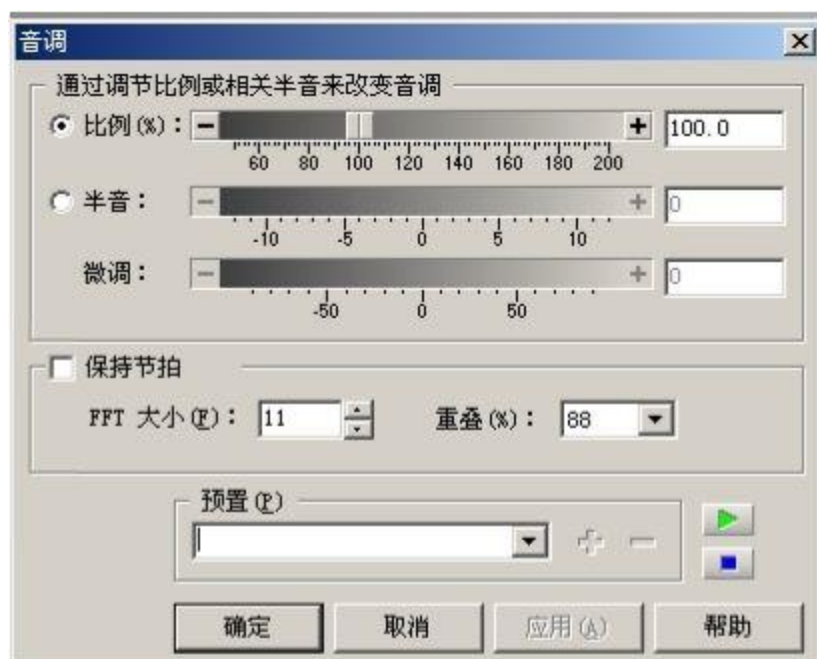 音调
通过调节比例或相关半音来改变音调
比例(%)： 100.0
60 80 100 120 140 160 180 200
半音： 0
-10 -5 0 5 10
微调： 0
-50 0 50
保持节拍
FFT 大小(F)： 11 重叠(%)： 88
预置(P)
确定 取消 应用(A) 帮助